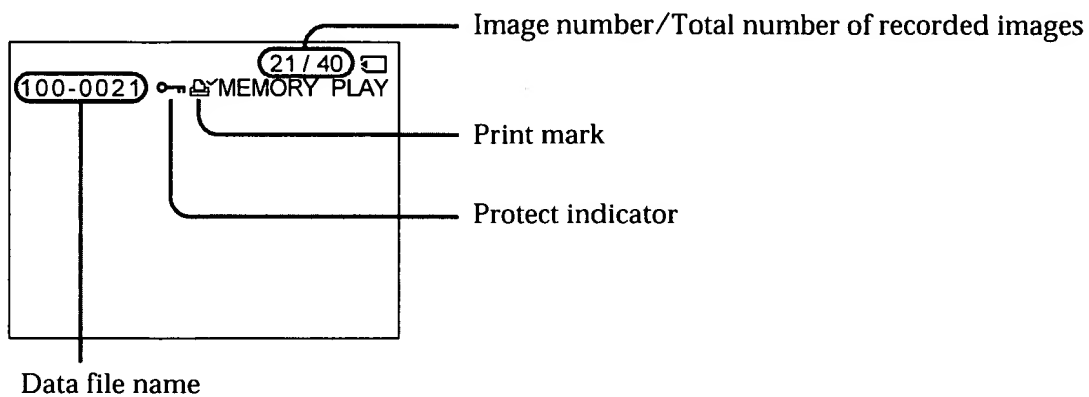 Image number/Total number of recorded images
21 / 40
100-0021 MEMORY PLAY
Print mark
Protect indicator
Data file name